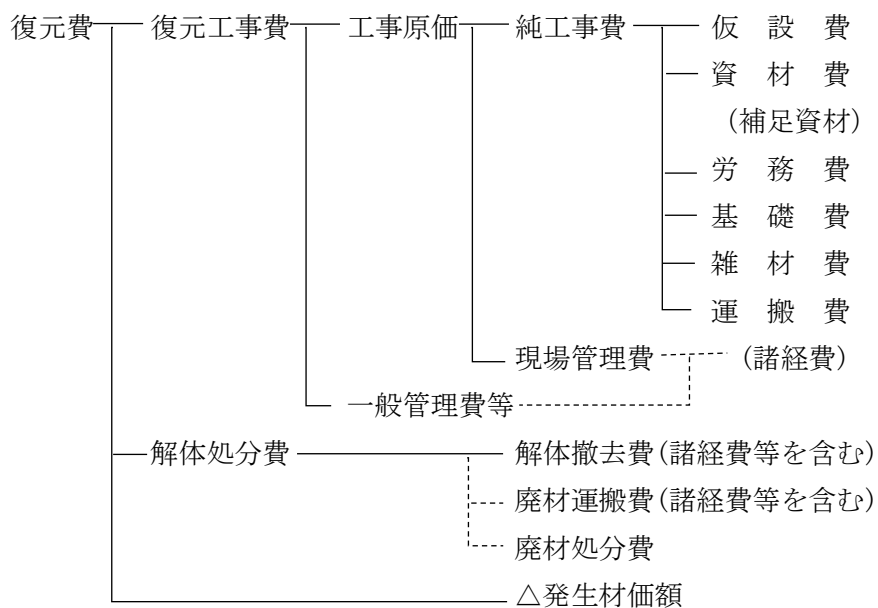 復元費 復元工事費 工事原価 純工事費 仮設費
資材費
(補足資材)
労務費
基礎費
雑材費
運搬費
現場管理費 (諸経費)
一般管理費等
解体処分費 解体撤去費(諸経費等を含む)
廃材運搬費(諸経費等を含む)
廃材処分費
△発生材価額